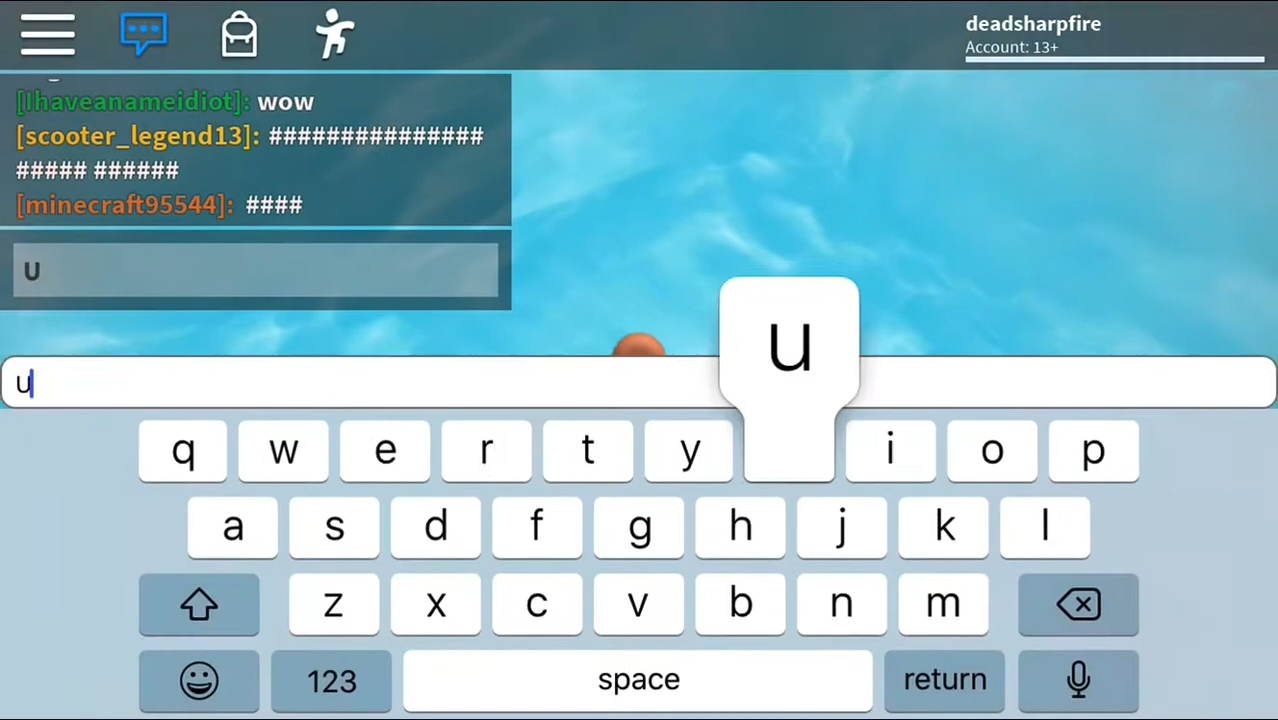 deadsharpfire
Account: 13+
[Ihaveanameidiot]: wow
[scooter_legend13]: ###############
##### ######
[minecraft95544]: ####
U
u
u
q w e r t y i o p
a s d f g h j k l
z x c v b n m
123 space return